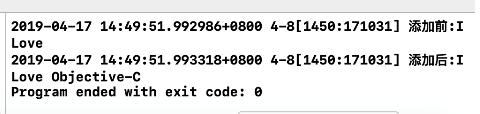 2019-04-17 14:49:51.992986+0800 4-8[1450:171031] 添加前:I
Love
2019-04-17 14:49:51.993318+0800 4-8[1450:171031] 添加后:I
Love Objective-C
Program ended with exit code: 0